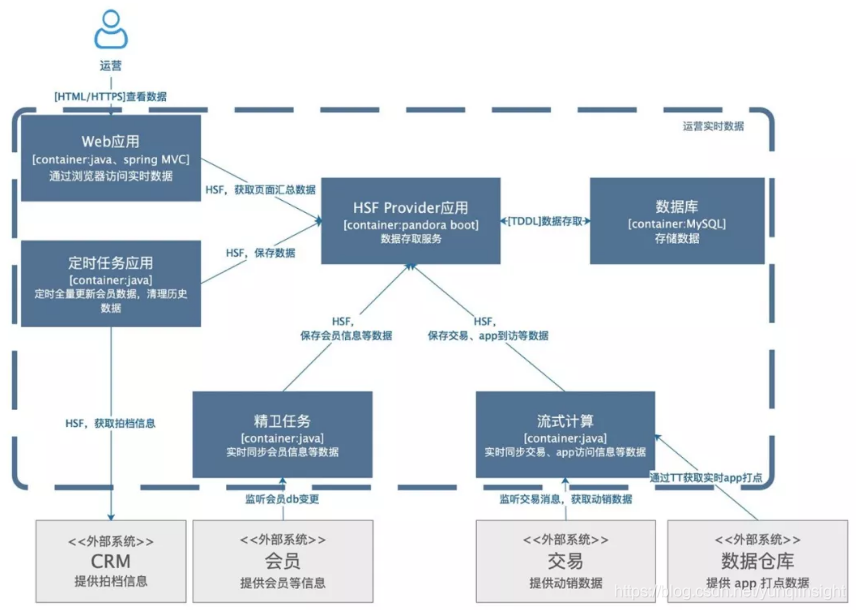 运营
[HTML/HTTPS]查看数据
运营实时数据
Web应用
[container:java、spring MVC]
通过浏览器访问实时数据
HSF，获取页面汇总数据
HSF Provider应用
[container:pandora boot]
数据存取服务
[TDDL]数据存取
数据库
[container:MySQL]
存储数据
定时任务应用
[container:java]
定时全量更新会员数据，清理历史
数据
HSF，保存数据
HSF，
保存会员信息等数据
HSF，
保存交易、app到访等数据
HSF，获取拍档信息
精卫任务
[container:java]
实时同步会员信息等数据
流式计算
[container:java]
实时同步交易、app访问信息等数据
通过TT获取实时app打点
监听会员db变更
监听交易消息，获取动销数据
<<外部系统>>
CRM
提供拍档信息
<<外部系统>>
会员
提供会员等信息
<<外部系统>>
交易
提供动销数据
<<外部系统>>
数据仓库
提供 app 打点数据
https://blog.csdn.net/yunqiinsight